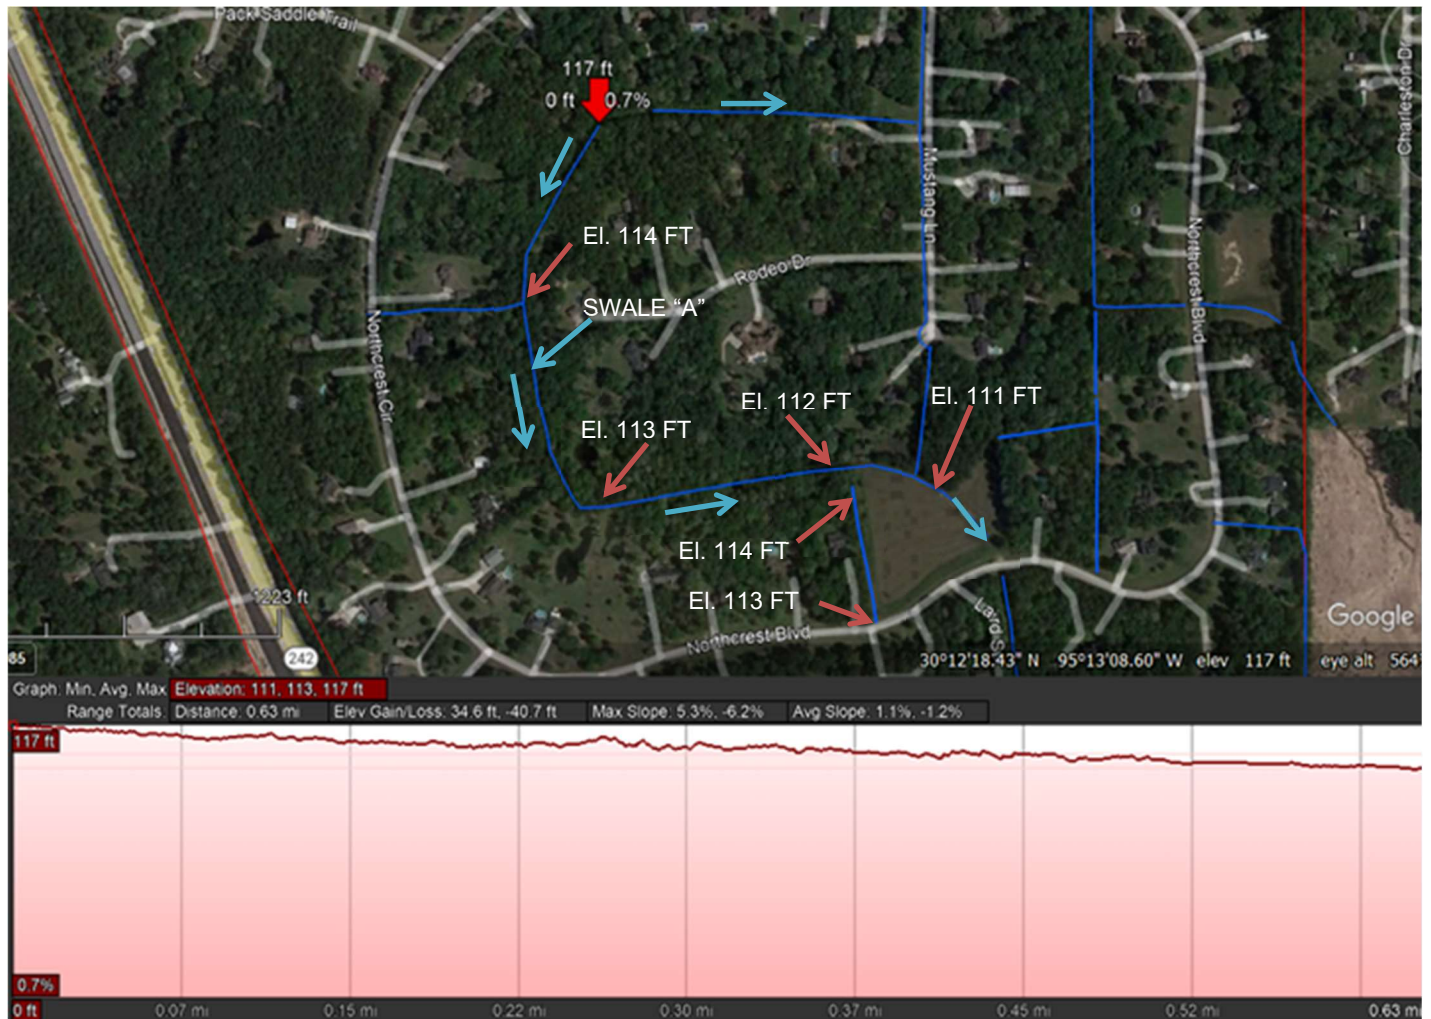 Pack Saddle Trail
117 ft
0 ft 0.7%
Charleston Dr
Mustang Ln
El. 114 FT
Northcrest Blvd
Rodeo Dr
SWALE “A”
Northcrest Cir
El. 112 FT
El. 111 FT
El. 113 FT
El. 114 FT
El. 113 FT
1223 ft
Northcrest Blvd
Google
242
85
30°12'18.43" N 95°13'08.60" W elev 117 ft eye alt 564
Graph: Min, Avg, Max Elevation: 111, 113, 117 ft
Range Totals: Distance: 0.63 mi Elev Gain/Loss: 34.6 ft, -40.7 ft Max Slope: 5.3%, -6.2% Avg Slope: 1.1%, -1.2%
117 ft
0.7%
0 ft 0.07 mi 0.15 mi 0.22 mi 0.30 mi 0.37 mi 0.45 mi 0.52 mi 0.63 mi